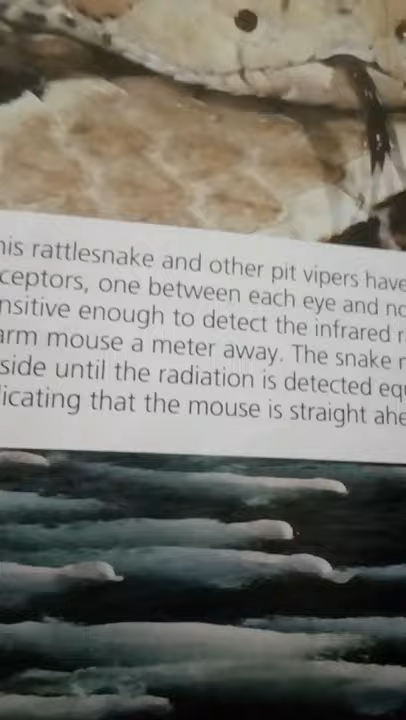 his rattlesnake and other pit vipers have
ceptors, one between each eye and no
nsitive enough to detect the infrared r
arm mouse a meter away. The snake r
side until the radiation is detected equ
licating that the mouse is straight ahe